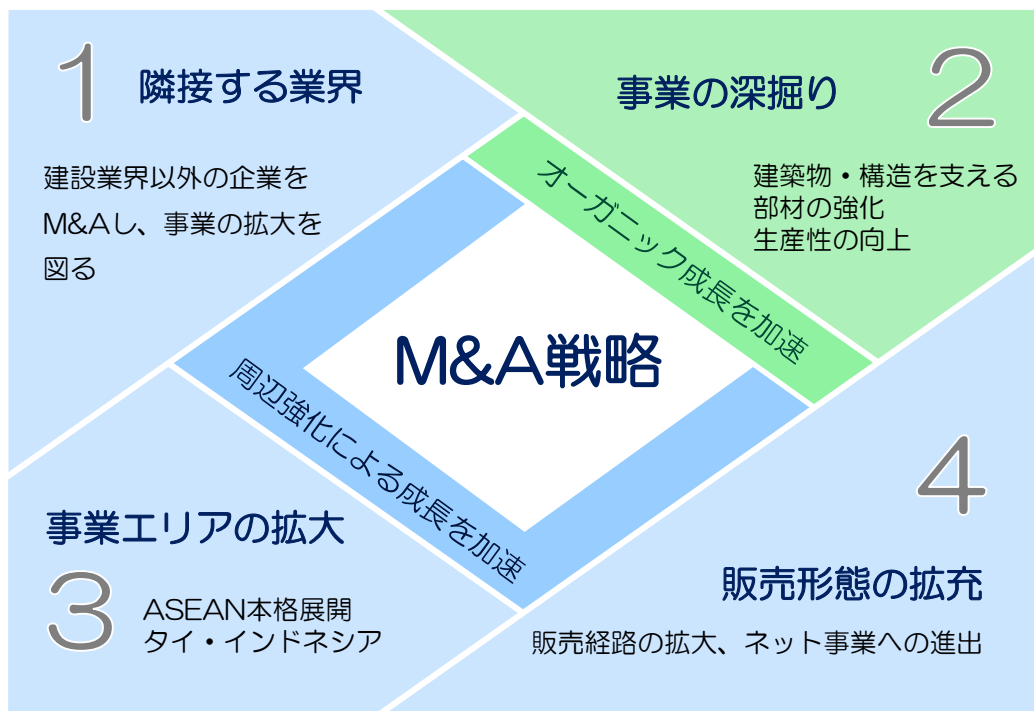 1
隣接する業界
建設業界以外の企業を
M&Aし、事業の拡大を
図る
2
事業の深掘り
建築物・構造を支える
部材の強化
生産性の向上
オーガニック成長を加速
M&A戦略
周辺強化による成長を加速
事業エリアの拡大
3
ASEAN本格展開
タイ・インドネシア
4
販売形態の拡充
販売経路の拡大、ネット事業への進出